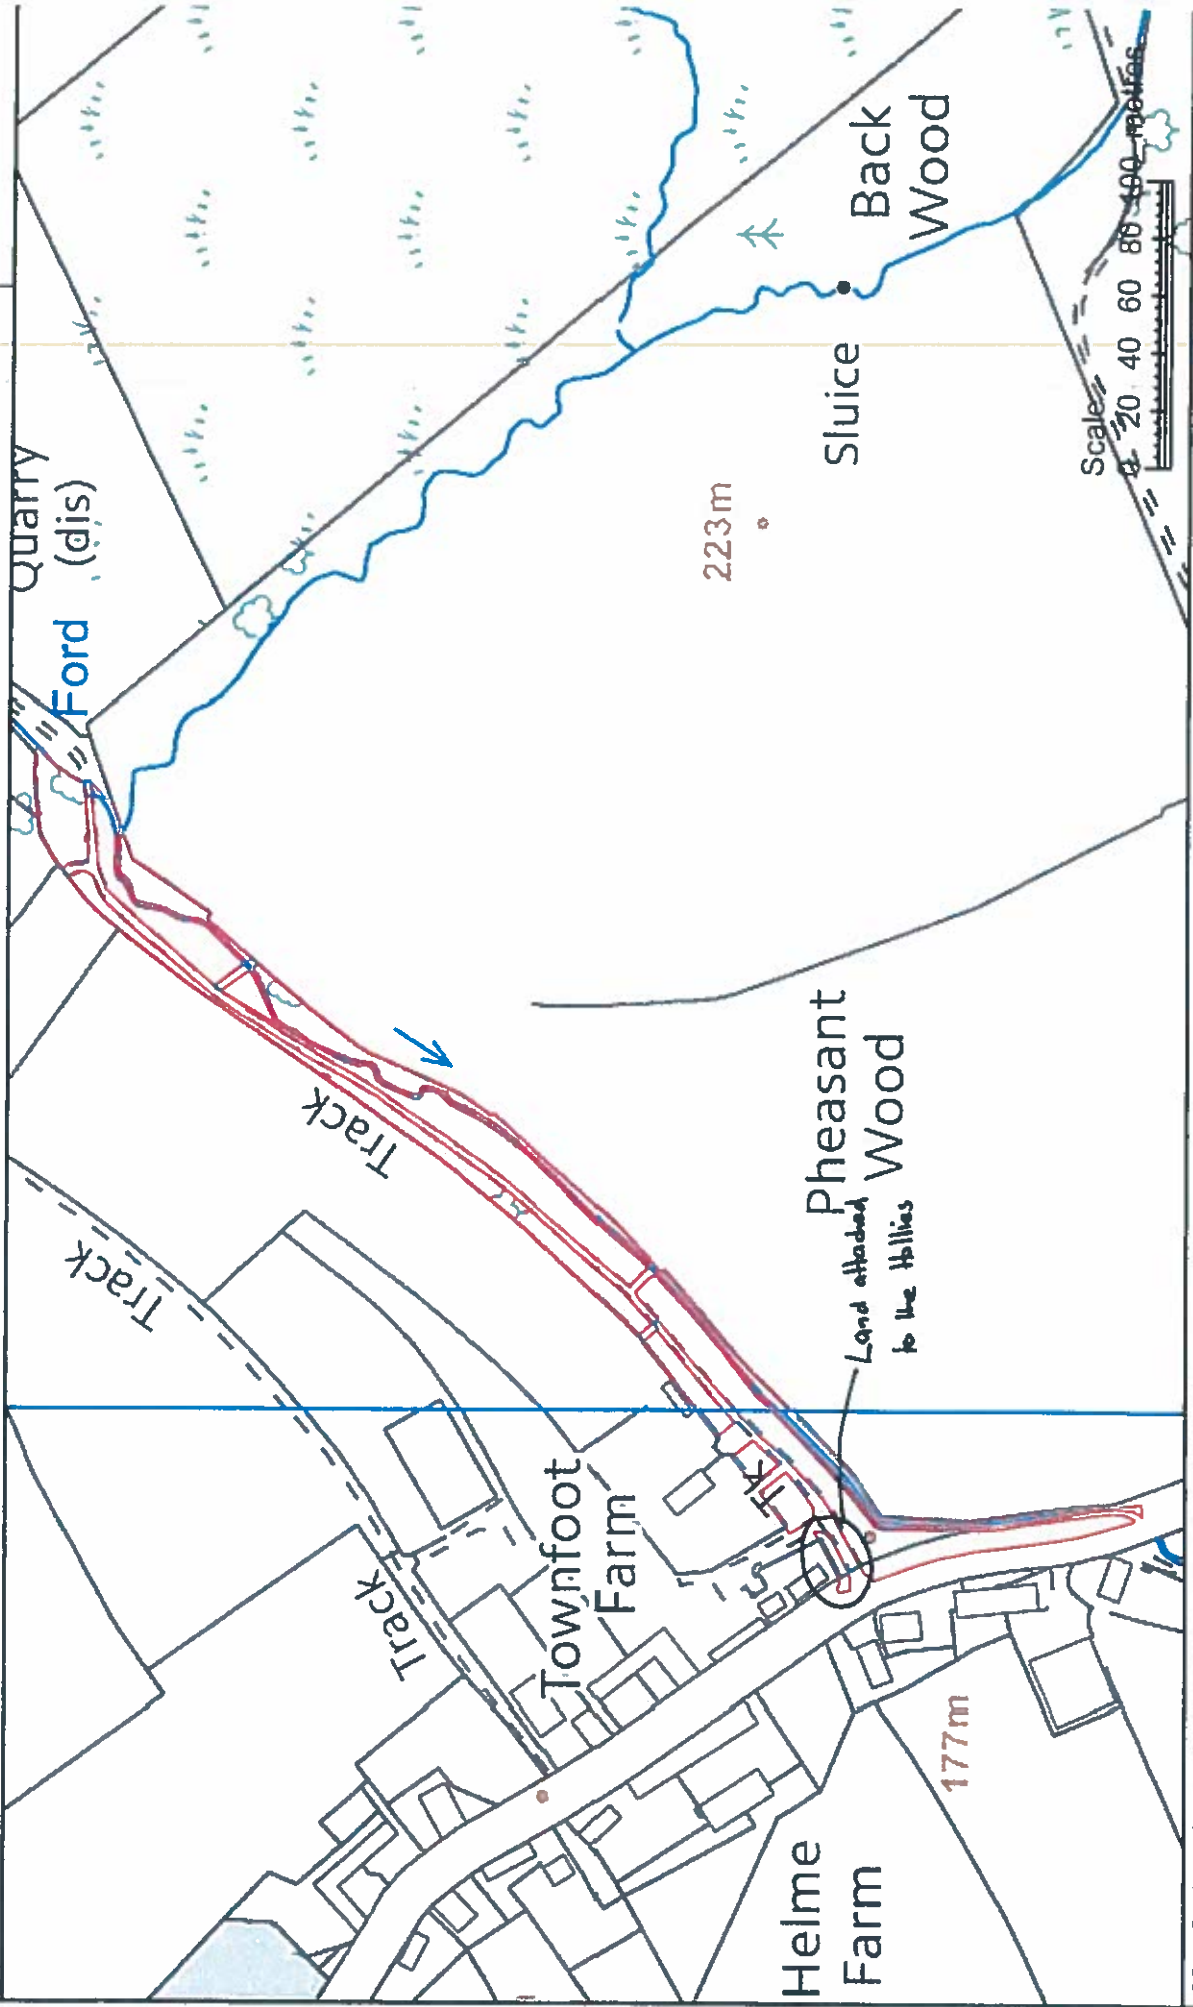 Quarry
(dis)
Ford
Back
Wood
Sluice
223m
Scale
0 20 40 60 80 100 metres
Track
Track
Pheasant
Wood
Land attached
to the Hollies
Tk
Townfoot
Farm
Track
177m
Helme
Farm